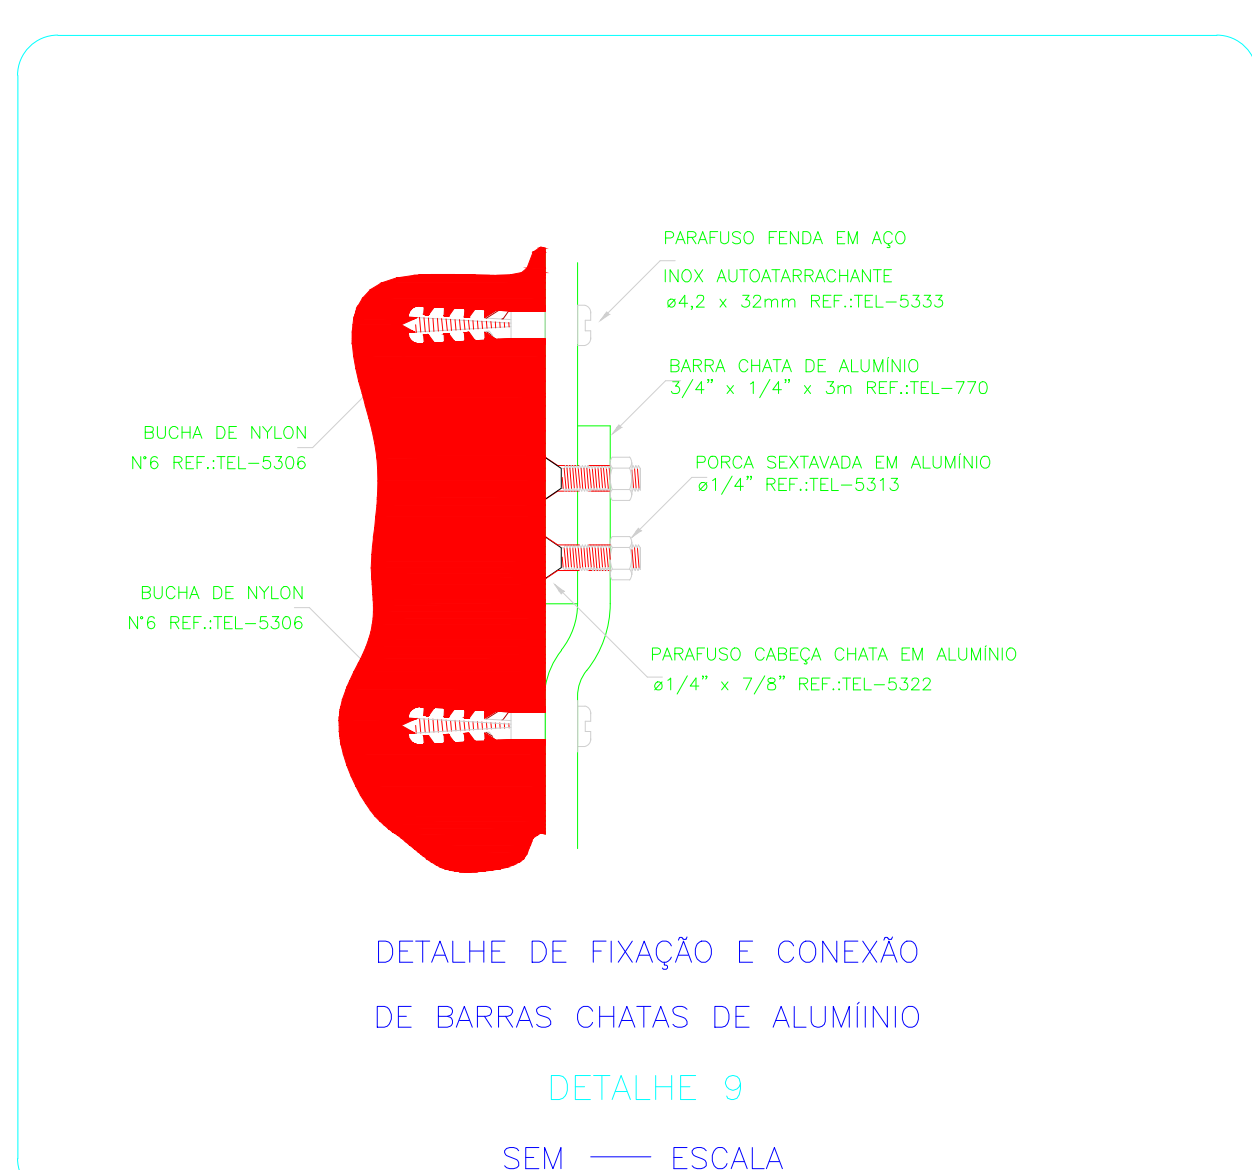 PARAFUSO FENDA EM AÇO
INOX AUTOATARRACHANTE
ø4,2 x 32mm REF.:TEL-5333
BARRA CHATA DE ALUMÍNIO
3/4" x 1/4" x 3m REF.:TEL-770
BUCHA DE NYLON
N°6 REF.:TEL-5306
PORCA SEXTAVADA EM ALUMÍNIO
ø1/4" REF.:TEL-5313
BUCHA DE NYLON
N°6 REF.:TEL-5306
PARAFUSO CABEÇA CHATA EM ALUMÍNIO
ø1/4" x 7/8" REF.:TEL-5322
DETALHE DE FIXAÇÃO E CONEXÃO
DE BARRAS CHATAS DE ALUMÍINIO
DETALHE 9
SEM — ESCALA